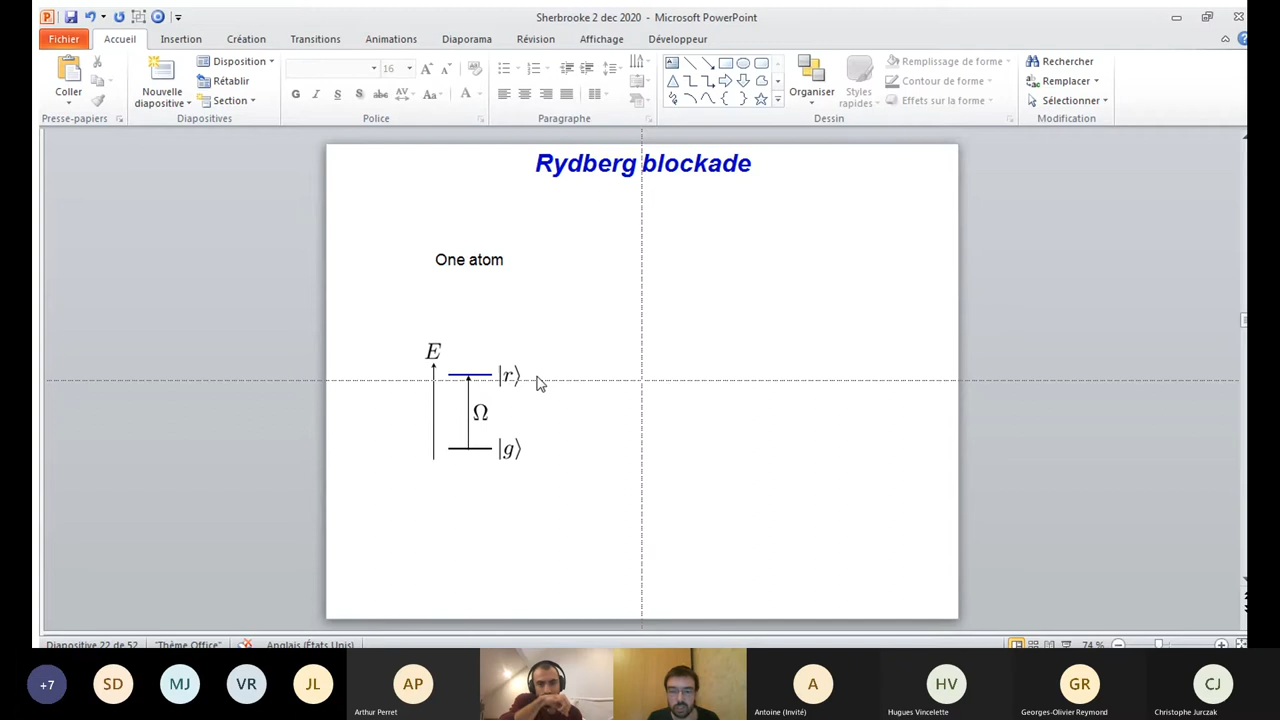 Sherbrooke 2 dec 2020 - Microsoft PowerPoint
Fichier Accueil Insertion Création Transitions Animations Diaporama Révision Affichage Développeur
Coller
Presse-papiers
Nouvelle diapositive
Disposition
Rétablir
Section
Diapositives
16
G I S S abc AV Aa A
Police
Paragraphe
Organiser
Styles rapides
Remplissage de forme
Contour de forme
Effets sur la forme
Dessin
Rechercher
Remplacer
Sélectionner
Modification
Rydberg blockade
One atom
E
|r⟩
Ω
|g⟩
Diapositive 22 de 52 "Thème Office" Anglais (États Unis) 74 %
+7 SD MJ VR JL AP A HV GR CJ
Arthur Perret Antoine (Invité) Hugues Vincelette Georges-Olivier Reymond Christophe Jurczak